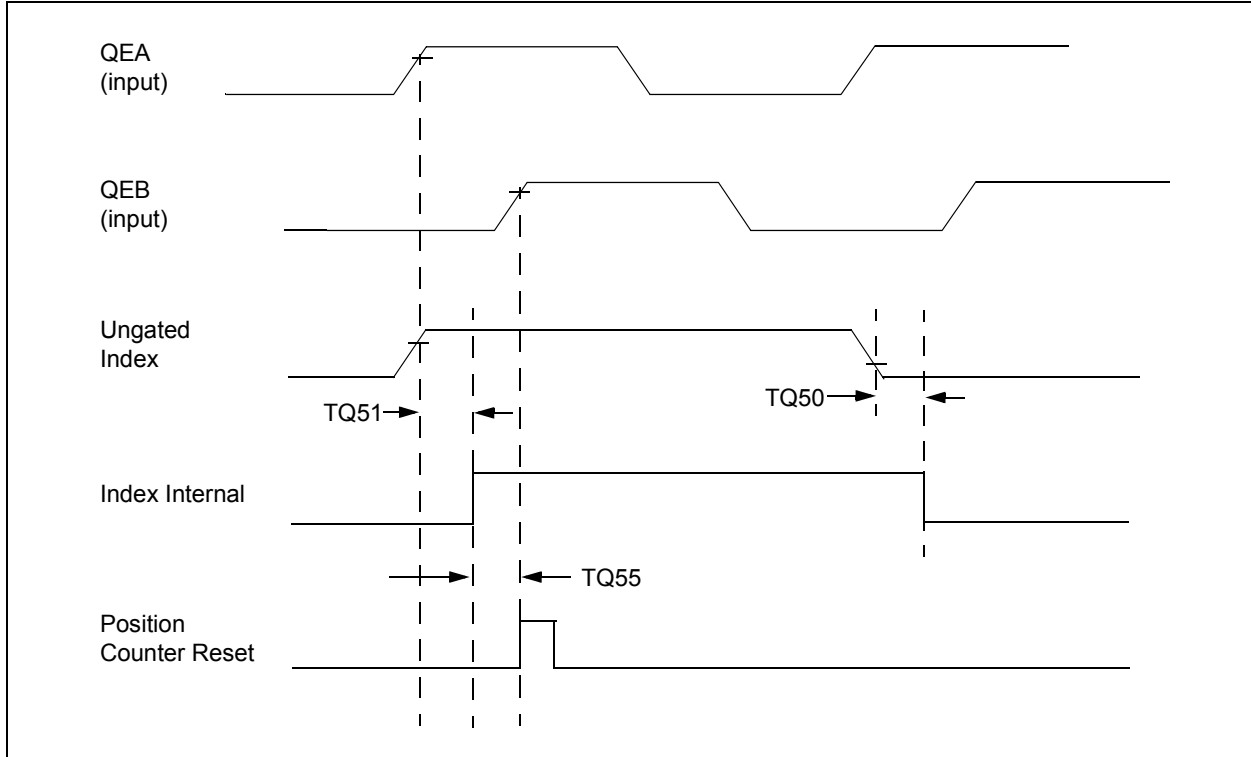 QEA
(input)
QEB
(input)
Ungated
Index
TQ51
TQ50
Index Internal
TQ55
Position
Counter Reset